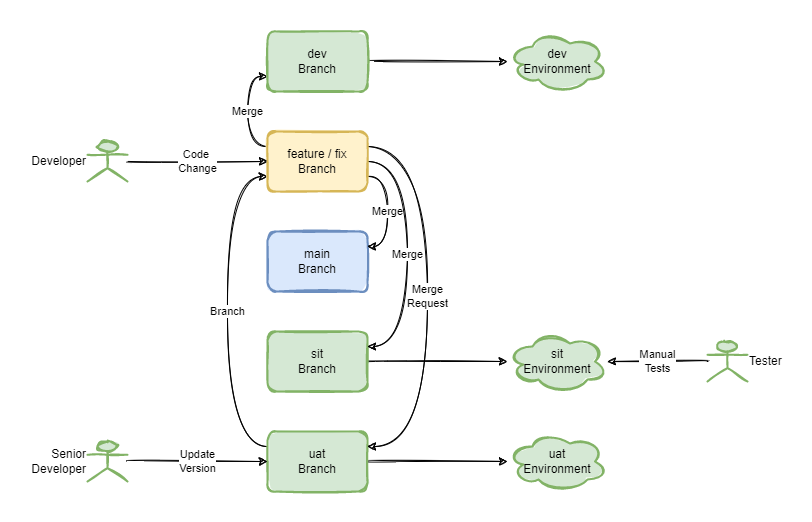 dev
Branch
dev
Environment
Merge
Developer
Code
Change
feature / fix
Branch
Merge
main
Branch
Merge
Merge
Request
Branch
sit
Branch
sit
Environment
Manual
Tests
Tester
Senior
Developer
Update
Version
uat
Branch
uat
Environment